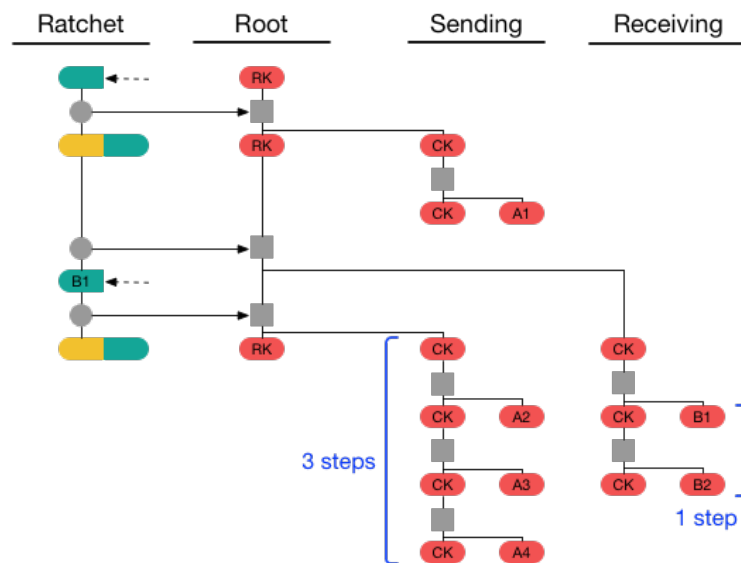 Ratchet Root Sending Receiving
RK
RK CK
CK A1
B1
RK CK CK
CK A2 CK B1
3 steps
CK A3 CK B2
1 step
CK A4